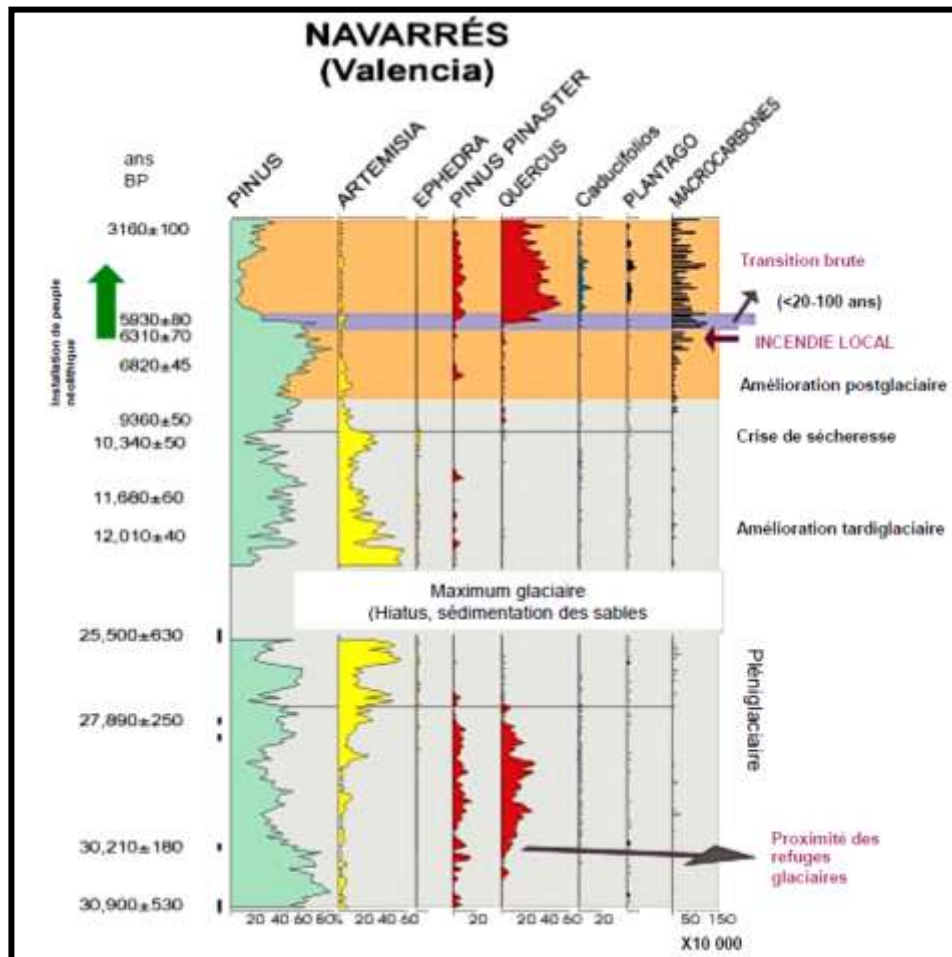 NAVARRÉS
(Valencia)
ans
BP
PINUS
ARTEMISIA
EPHEDRA
PINUS PINASTER
QUERCUS
Caducifolios
PLANTAGO
MACROCARBONES
3160±100
5930±80
6310±70
6820±45
9360±50
10,340±50
11,680±60
12,010±40
25,500±630
27,890±250
30,210±180
30,900±530
Installation de peuple
néolithique
Transition brute
(<20-100 ans)
INCENDIE LOCAL
Amélioration postglaciaire
Crise de sécheresse
Amélioration tardiglaciaire
Maximum glaciaire
(Hiatus, sédimentation des sables
Pléniglaciaire
Proximité des
refuges
glaciaires
20 40 60 80% 20 40 60 20 20 40 60 20 50 150
X10 000